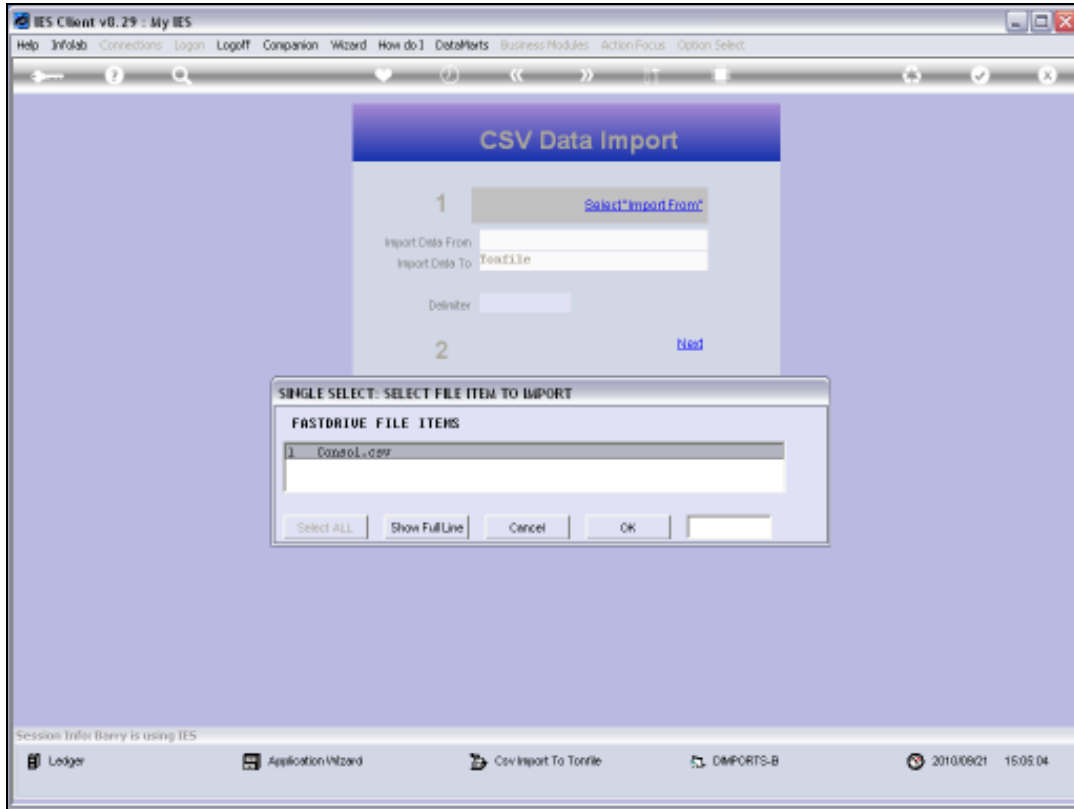 IES Client v8.29 : My IES
Help Infolab Connections Logon Logoff Companion Wizard How do I DataMarts Business Modules Action Focus Option Select
CSV Data Import
1
Select "Import From"
Import Data From
Import Data To Tonfile
Delimiter
2
Next
SINGLE SELECT: SELECT FILE ITEM TO IMPORT
FASTDRIVE FILE ITEMS
1 Consol.csv
Select ALL Show Full Line Cancel OK
Session Info: Barry is using IES
Ledger Application Wizard Csv Import To Tonfile DIMPORTS-B 2010/09/21 15:05:04